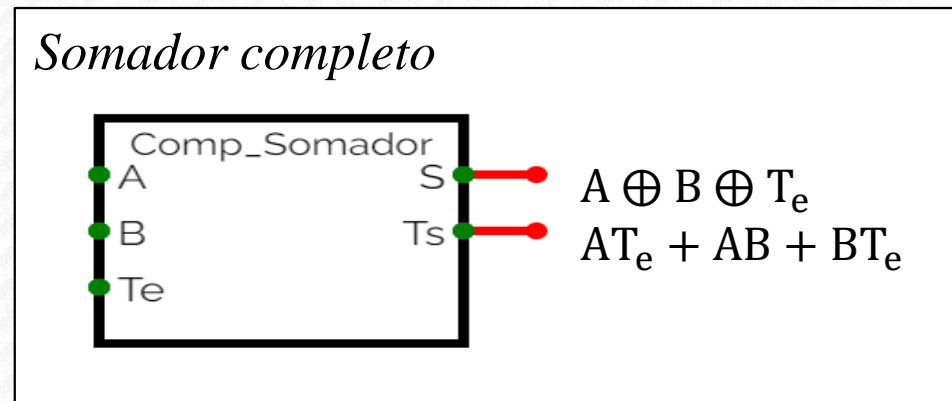 Somador completo
Comp_Somador
A S A ⊕ B ⊕ Tₑ
B Ts ATₑ + AB + BTₑ
Te